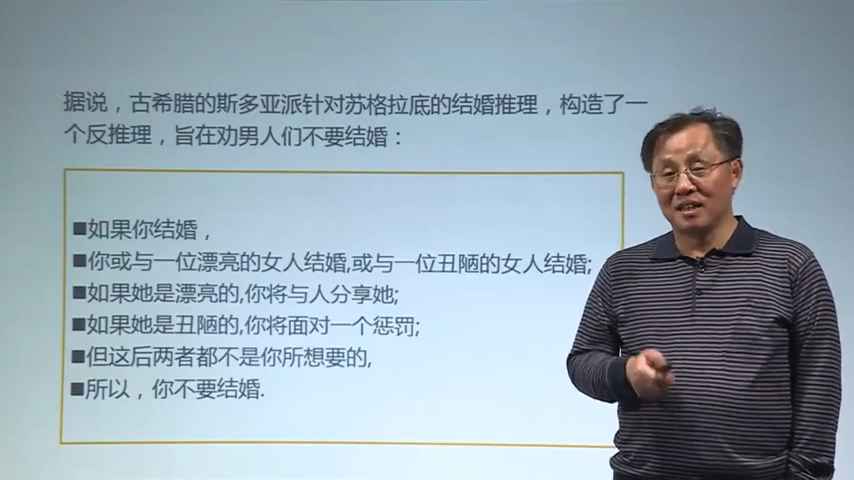 据说，古希腊的斯多亚派针对苏格拉底的结婚推理，构造了一
个反推理，旨在劝男人们不要结婚：
■如果你结婚，
■你或与一位漂亮的女人结婚,或与一位丑陋的女人结婚;
■如果她是漂亮的,你将与人分享她;
■如果她是丑陋的,你将面对一个惩罚;
■但这后两者都不是你所想要的,
■所以，你不要结婚.